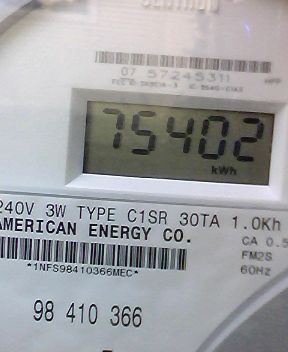 07 57245311
75402
kWh
240V 3W TYPE C1SR 30TA 1.0Kh
AMERICAN ENERGY CO.
CA 0.5
FM2S
60Hz
*1NFS98410366MEC*
98 410 366